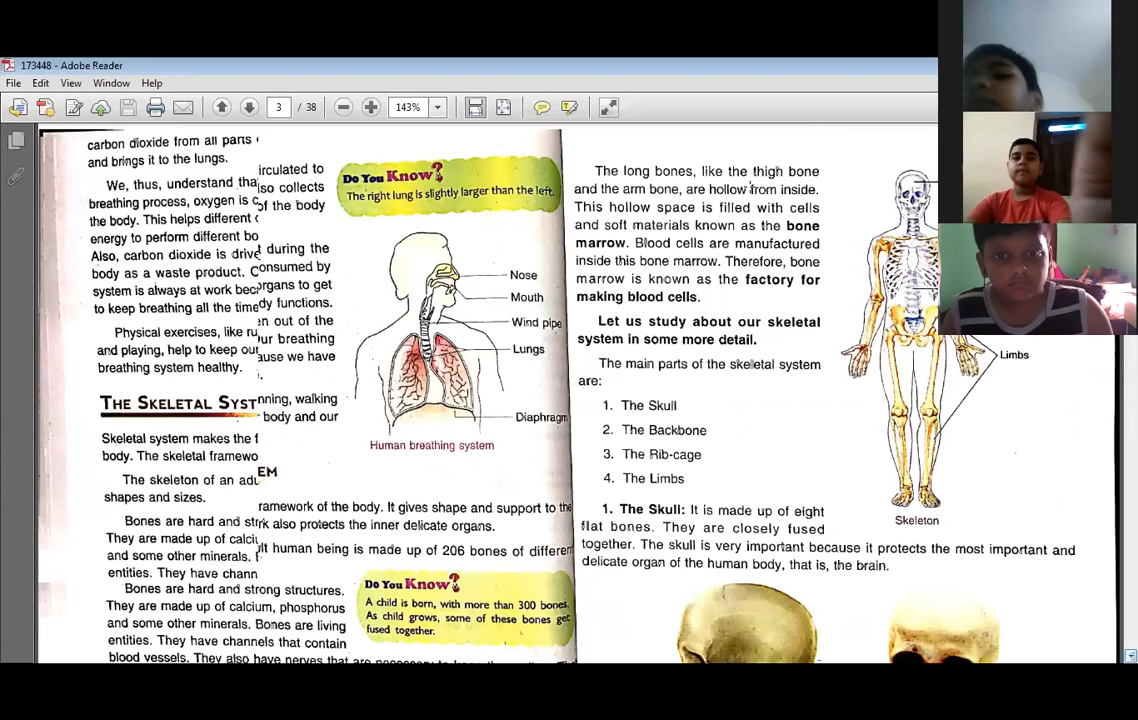 173448 - Adobe Reader
File Edit View Window Help
3 / 38
143%
carbon dioxide from all parts
and brings it to the lungs.
We, thus, understand tha
breathing process, oxygen is c
the body. This helps different
energy to perform different bo
Also, carbon dioxide is drive
body as a waste product. C
system is always at work bec
to keep breathing all the time
Physical exercises, like ru
and playing, help to keep our
breathing system healthy.
THE SKELETAL SYST
Skeletal system makes the f
body. The skeletal framewo
The skeleton of an adu
shapes and sizes.
Bones are hard and str
They are made up of calci
and some other minerals.
entities. They have chann
Bones are hard and strong structures.
They are made up of calcium, phosphorus
and some other minerals. Bones are living
entities. They have channels that contain
blood vessels. They also have nerves that are necessary to
irculated to
so collects
of the body
during the
consumed by
organs to get
dy functions.
n out of the
ur breathing
ause we have
nning, walking
body and our
EM
ramework of the body. It gives shape and support to the
rk also protects the inner delicate organs.
lt human being is made up of 206 bones of different
Do You Know?
The right lung is slightly larger than the left.
Nose
Mouth
Wind pipe
Lungs
Diaphragm
Human breathing system
Do You Know?
A child is born, with more than 300 bones.
As child grows, some of these bones get
fused together.
The long bones, like the thigh bone
and the arm bone, are hollow from inside.
This hollow space is filled with cells
and soft materials known as the bone
marrow. Blood cells are manufactured
inside this bone marrow. Therefore, bone
marrow is known as the factory for
making blood cells.
Let us study about our skeletal
system in some more detail.
The main parts of the skeletal system
are:
1. The Skull
2. The Backbone
3. The Rib-cage
4. The Limbs
1. The Skull: It is made up of eight
flat bones. They are closely fused
together. The skull is very important because it protects the most important and
delicate organ of the human body, that is, the brain.
Limbs
Skeleton